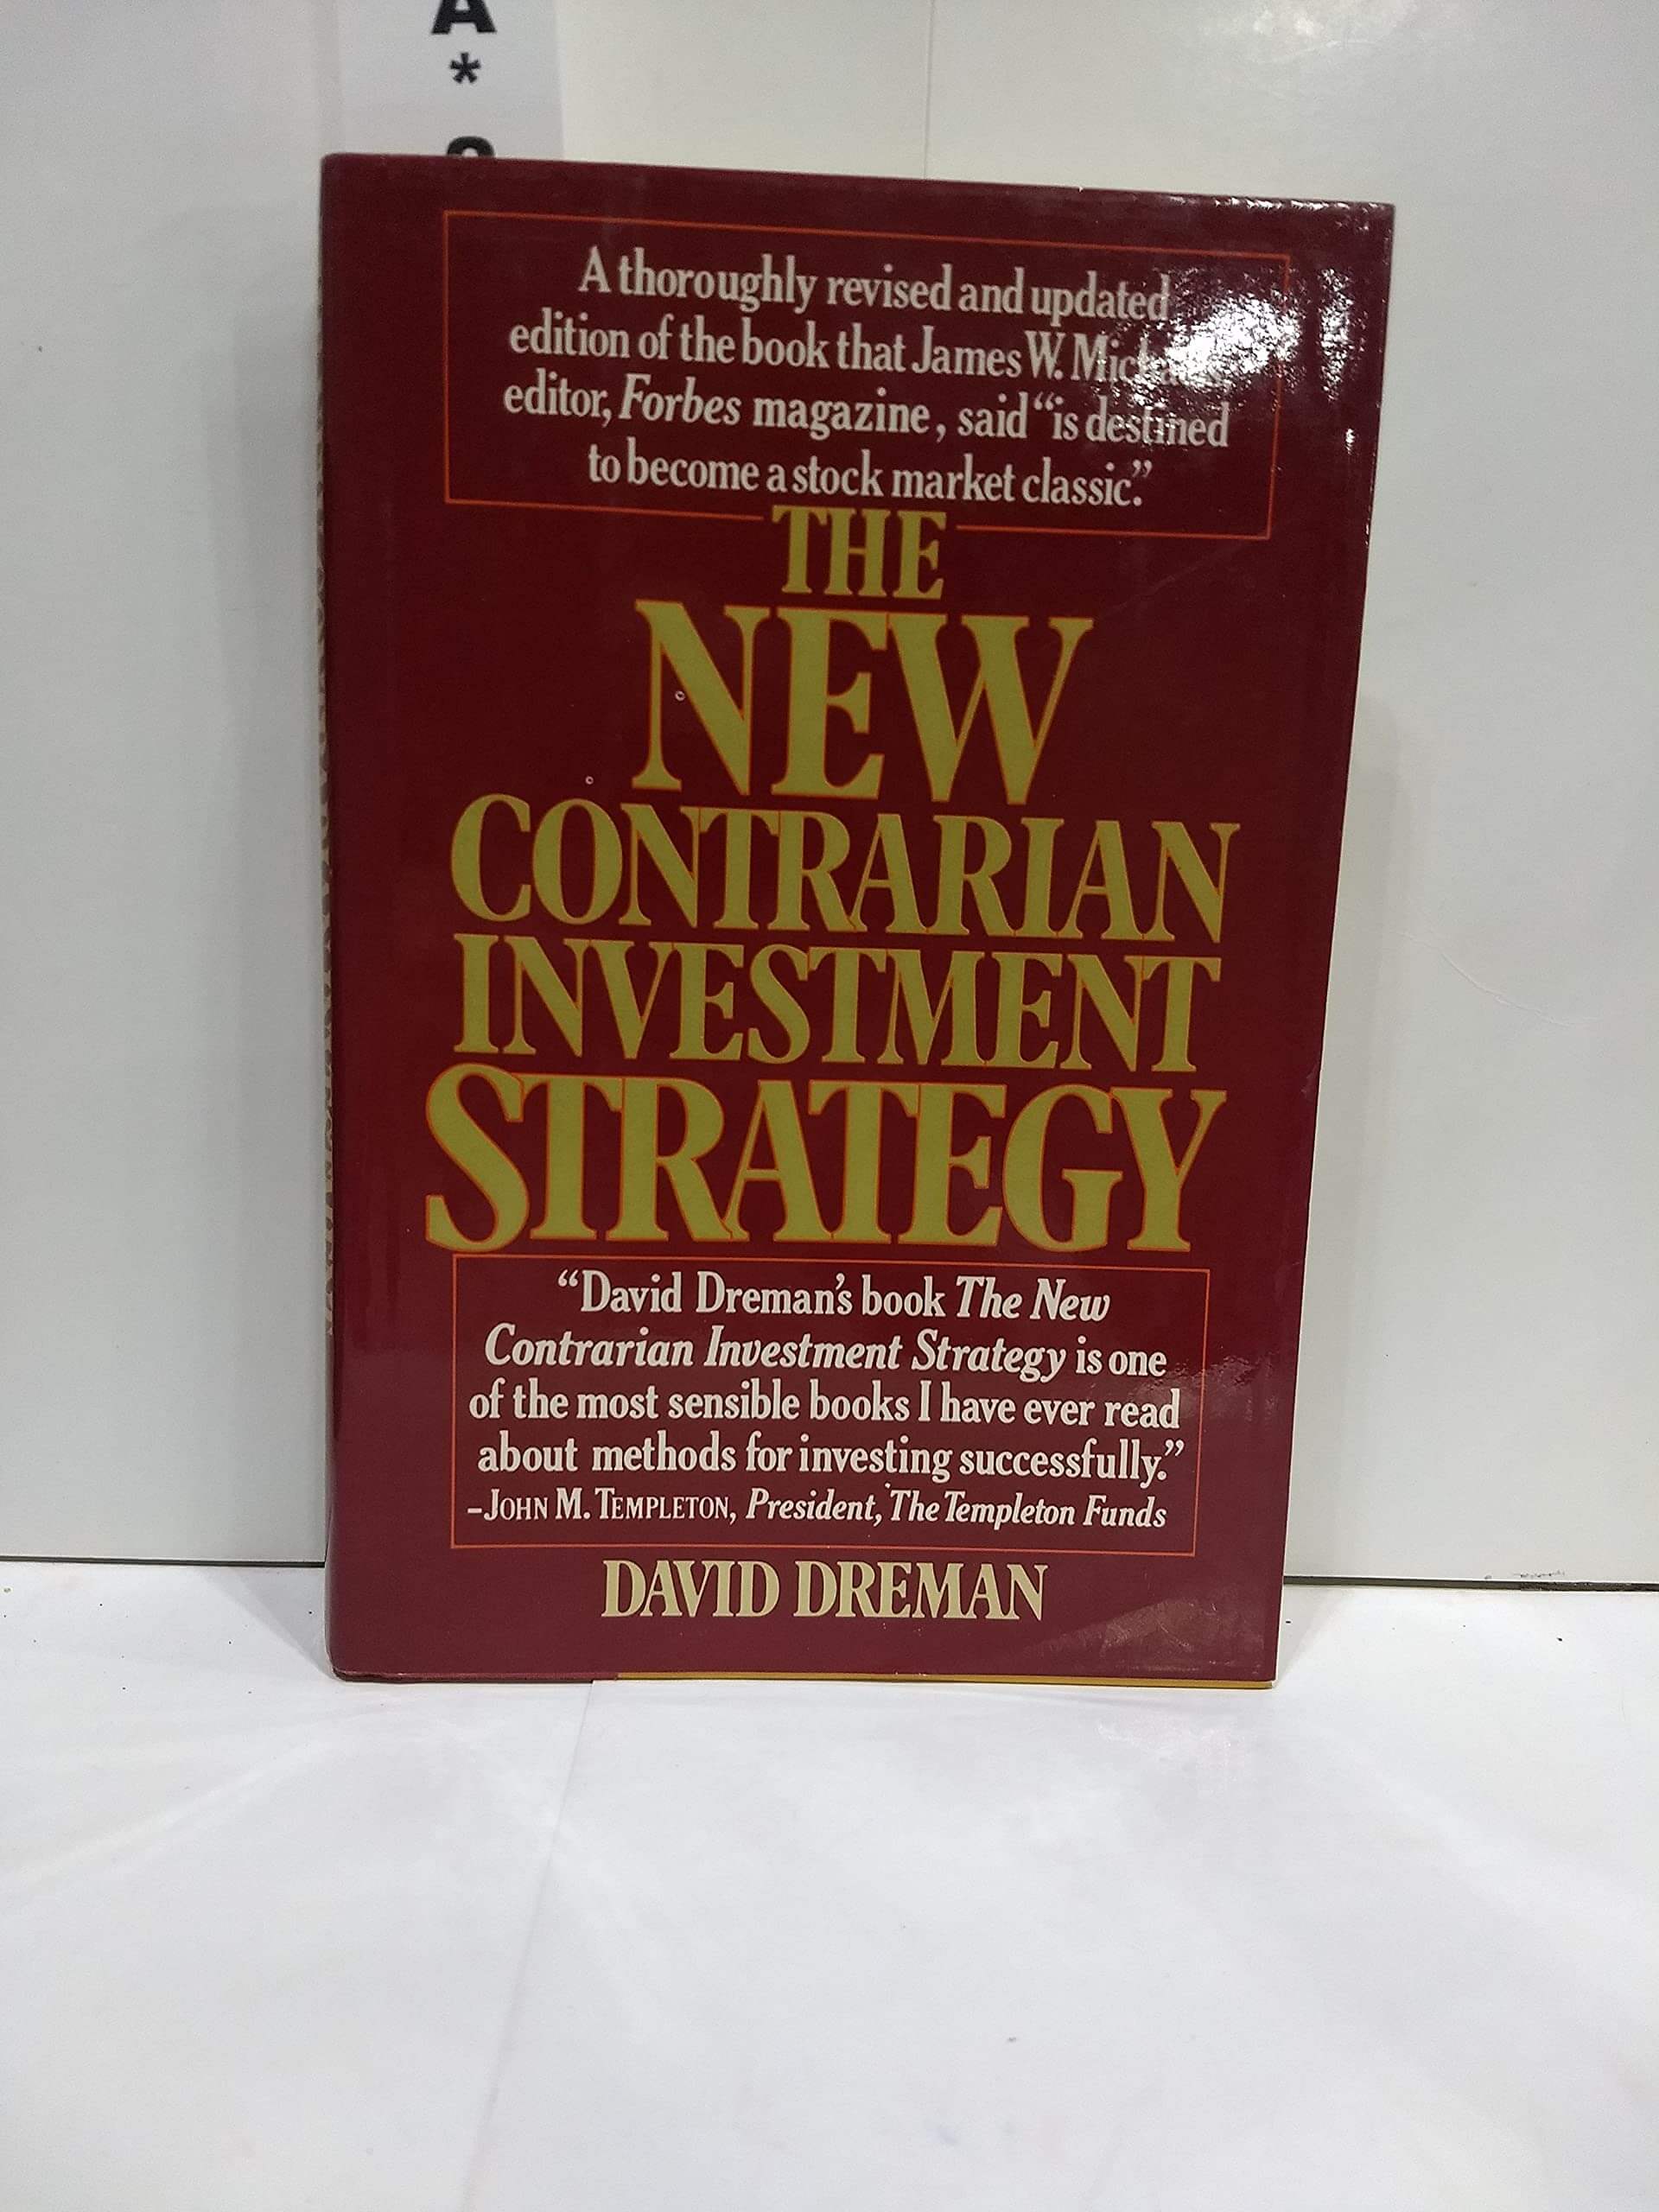 A
*
A thoroughly revised and updated
edition of the book that James W.
editor, Forbes magazine, said “is destined
to become a stock market classic.”
THE
NEW
CONTRARIAN
INVESTMENT
STRATEGY
“David Dreman's book The New
Contrarian Investment Strategy is one
of the most sensible books I have ever read
about methods for investing successfully.”
–JOHN M. TEMPLETON, President, The Templeton Funds
DAVID DREMAN